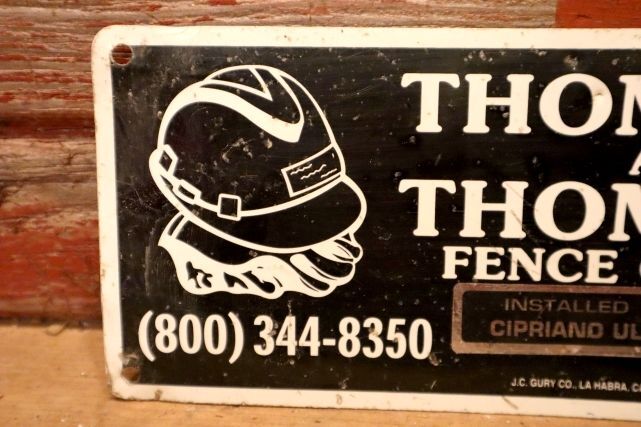 THOM
A
THOM
FENCE
INSTALLED
CIPRIANO UL
(800) 344-8350
J.C. GURY CO., LA HABRA, C